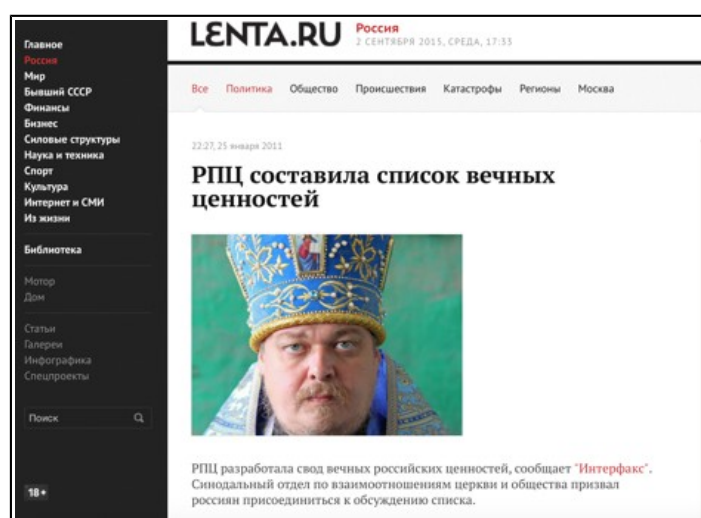 LENTA.RU
Россия
2 СЕНТЯБРЯ 2015, СРЕДА, 17:33
Главное
Россия
Мир
Бывший СССР
Финансы
Бизнес
Силовые структуры
Наука и техника
Спорт
Культура
Интернет и СМИ
Из жизни
Библиотека
Мотор
Дом
Статьи
Галереи
Инфографика
Спецпроекты
Поиск
18+
Все Политика Общество Происшествия Катастрофы Регионы Москва
22:27, 25 января 2011
РПЦ составила список вечных
ценностей
РПЦ разработала свод вечных российских ценностей, сообщает "Интерфакс".
Синодальный отдел по взаимоотношениям церкви и общества призвал
россиян присоединиться к обсуждению списка.